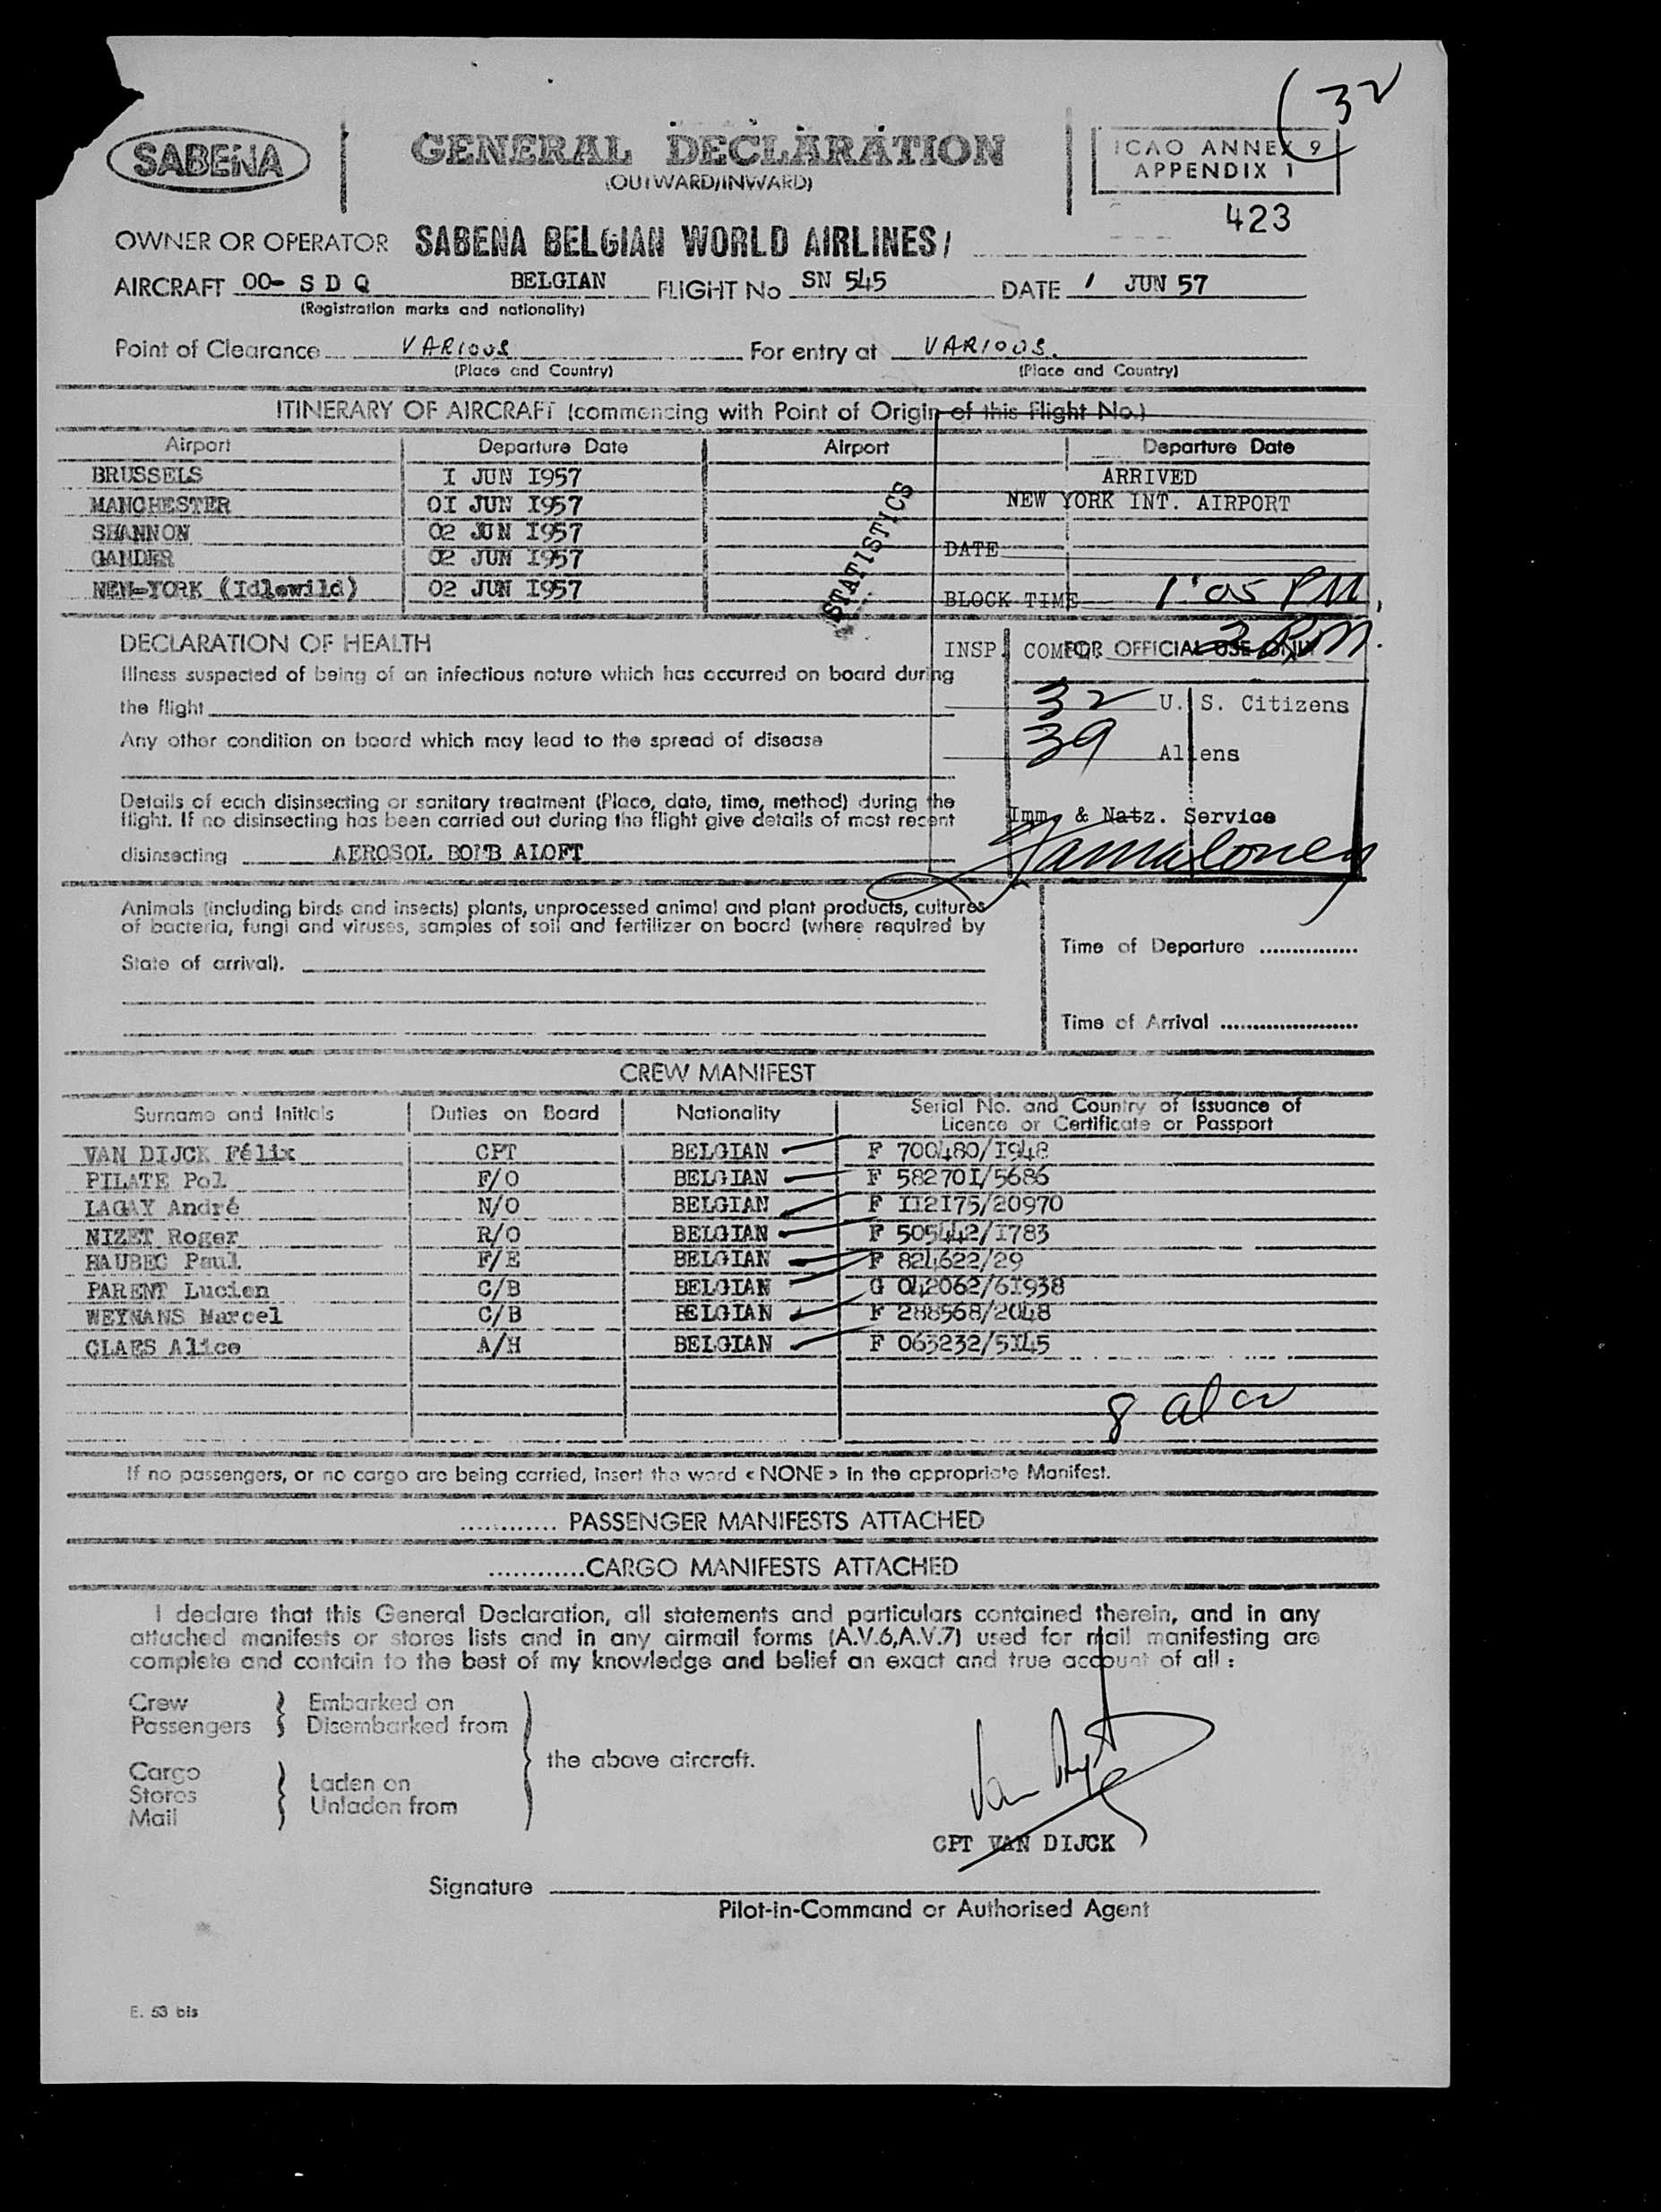 (32
SABENA
GENERAL DECLARATION
(OUTWARD/INWARD)
ICAO ANNEX 9
APPENDIX 1
423
OWNER OR OPERATOR SABENA BELGIAN WORLD AIRLINES/
AIRCRAFT OO- S D Q BELGIAN FLIGHT No SN 545 DATE 1 JUN 57
(Registration marks and nationality)
Point of Clearance VARIOUS For entry at VARIOUS.
(Place and Country) (Place and Country)
ITINERARY OF AIRCRAFT (commencing with Point of Origin of this Flight No.)
Airport Departure Date Airport Departure Date
BRUSSELS I JUN I957 ARRIVED
MANCHESTER OI JUN I957 NEW YORK INT. AIRPORT
SHANNON 02 JUN I957
GANDER 02 JUN I957 DATE
NEW-YORK (Idlewild) 02 JUN I957 BLOCK TIME 1:05 PM,
STATISTICS
DECLARATION OF HEALTH INSP. COMPL. FOR OFFICIAL USE ONLY 2 P.M.
Illness suspected of being of an infectious nature which has occurred on board during
the flight 32 U. S. Citizens
Any other condition on board which may lead to the spread of disease
39 Aliens
Details of each disinsecting or sanitary treatment (Place, date, time, method) during the
flight. If no disinsecting has been carried out during the flight give details of most recent
Imm. & Natz. Service
disinsecting AEROSOL BOMB ALOFT
Animals (including birds and insects) plants, unprocessed animal and plant products, cultures
of bacteria, fungi and viruses, samples of soil and fertilizer on board (where required by
State of arrival).
Time of Departure ...............
Time of Arrival .....................
CREW MANIFEST
Surname and Initials Duties on Board Nationality Serial No. and Country of Issuance of
Licence or Certificate or Passport
VAN DIJCK Félix CPT BELGIAN F 700480/I948
PILATE Pol F/O BELGIAN F 58270I/5686
LAGAY André N/O BELGIAN F II2I75/20970
NIZET Roger R/O BELGIAN F 505442/I783
HAUBEC Paul F/E BELGIAN F 824622/29
PARENT Lucien C/B BELGIAN G 042062/6I938
WEYNANS Marcel C/B BELGIAN F 288568/2048
CLAES Alice A/H BELGIAN F 063232/5I45
8
If no passengers, or no cargo are being carried, insert the word « NONE » in the appropriate Manifest.
............ PASSENGER MANIFESTS ATTACHED
............CARGO MANIFESTS ATTACHED
I declare that this General Declaration, all statements and particulars contained therein, and in any
attached manifests or stores lists and in any airmail forms (A.V.6,A.V.7) used for mail manifesting are
complete and contain to the best of my knowledge and belief an exact and true account of all :
Crew Embarked on
Passengers Disembarked from
the above aircraft.
Cargo Laden on
Stores
Mail Unladen from
CPT VAN DIJCK
Signature
Pilot-in-Command or Authorised Agent
E. 53 bis